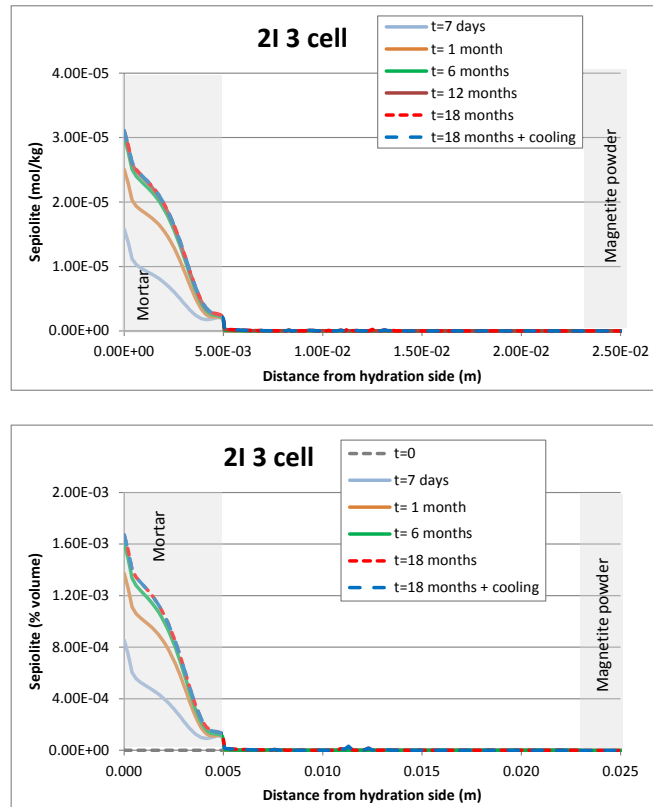 2I 3 cell
t=7 days
t= 1 month
t= 6 months
t= 12 months
t=18 months
t=18 months + cooling
4.00E-05
3.00E-05
2.00E-05
1.00E-05
0.00E+00
Sepiolite (mol/kg)
Mortar
Magnetite powder
0.00E+00 5.00E-03 1.00E-02 1.50E-02 2.00E-02 2.50E-02
Distance from hydration side (m)
2I 3 cell
t=0
t=7 days
t= 1 month
t= 6 months
t=18 months
t=18 months + cooling
2.00E-03
1.60E-03
1.20E-03
8.00E-04
4.00E-04
0.00E+00
Sepiolite (% volume)
Mortar
Magnetite powder
0.000 0.005 0.010 0.015 0.020 0.025
Distance from hydration side (m)